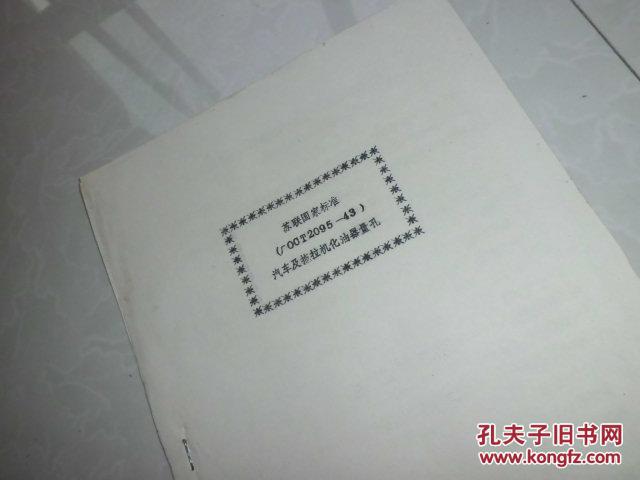 苏联国家标准
(ГОСТ2095-43)
汽车及拖拉机化油器量孔
孔夫子旧书网
www.kongfz.com